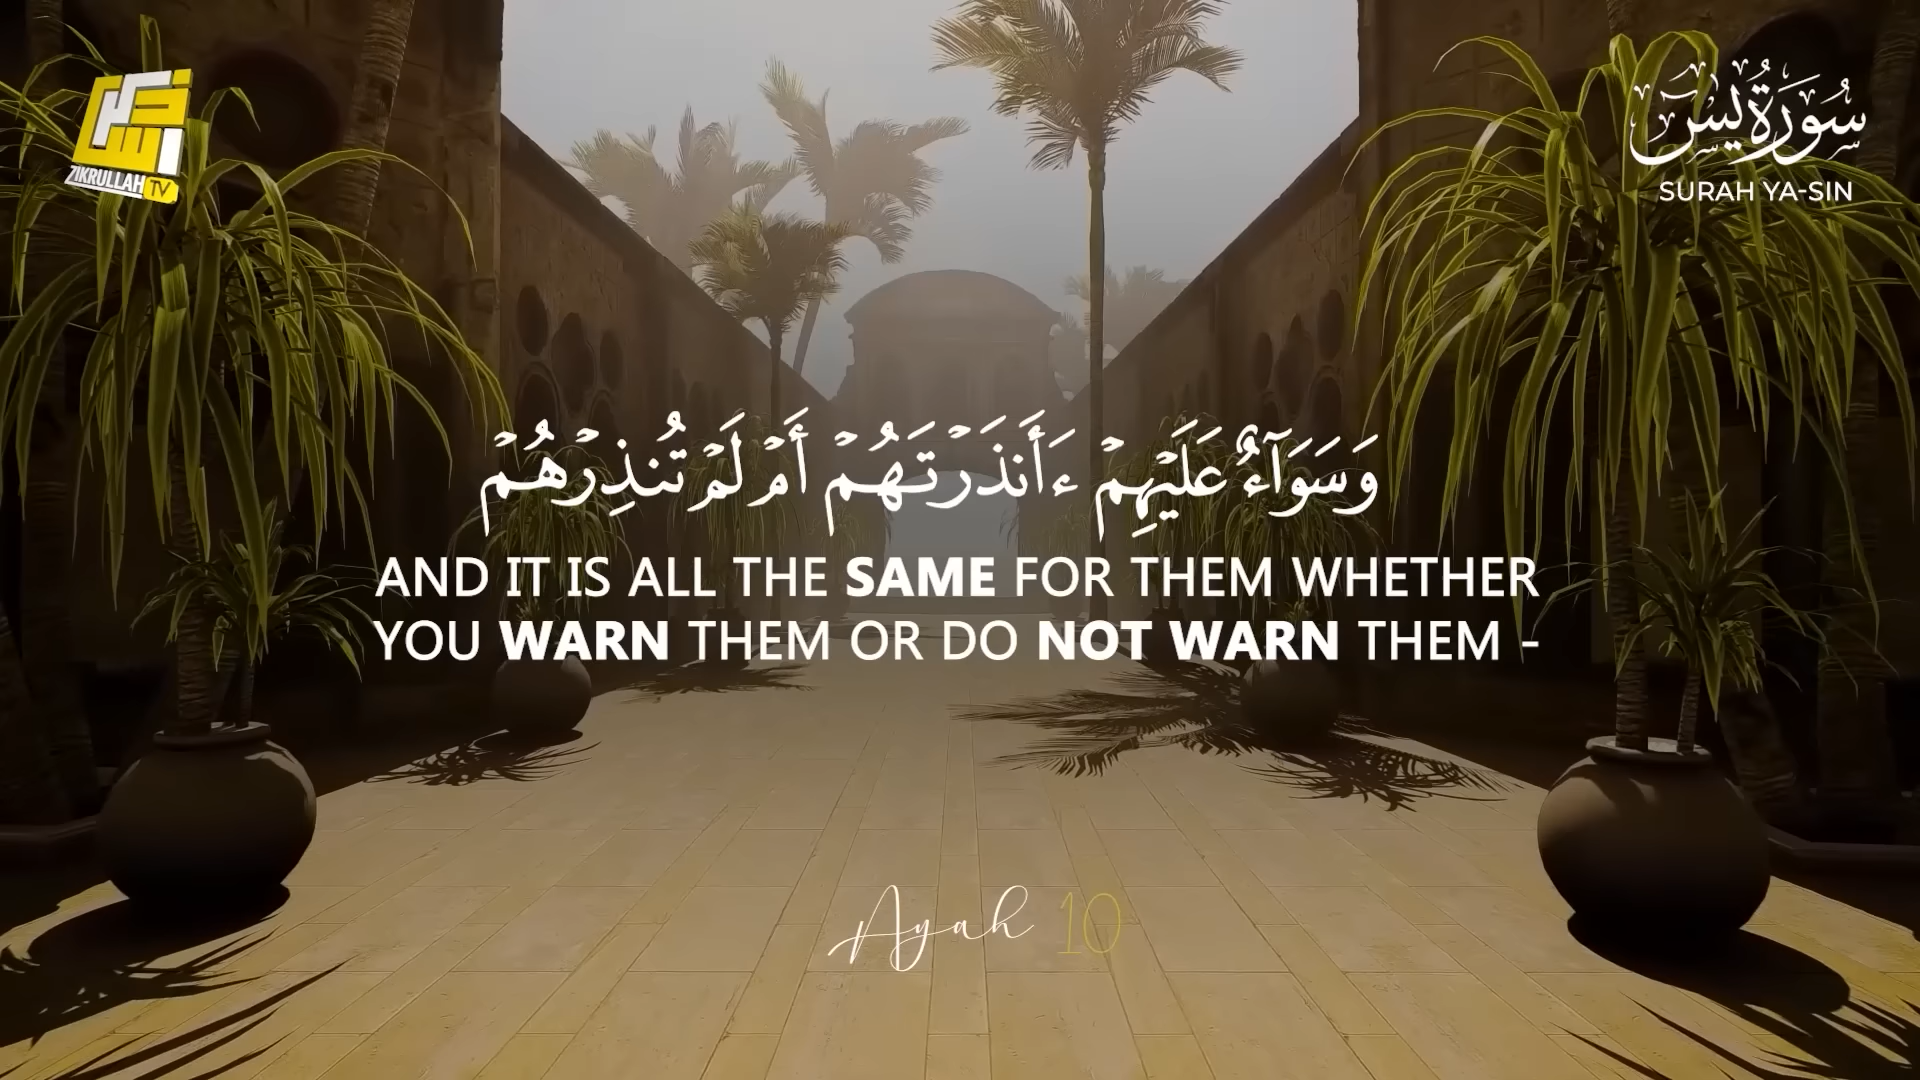 ZIKRULLAH TV
سُورَةُ يسٓ
SURAH YA-SIN
وَسَوَآءٌ عَلَيْهِمْ ءَأَنذَرْتَهُمْ أَمْ لَمْ تُنذِرْهُمْ
AND IT IS ALL THE SAME FOR THEM WHETHER
YOU WARN THEM OR DO NOT WARN THEM -
Ayah 10